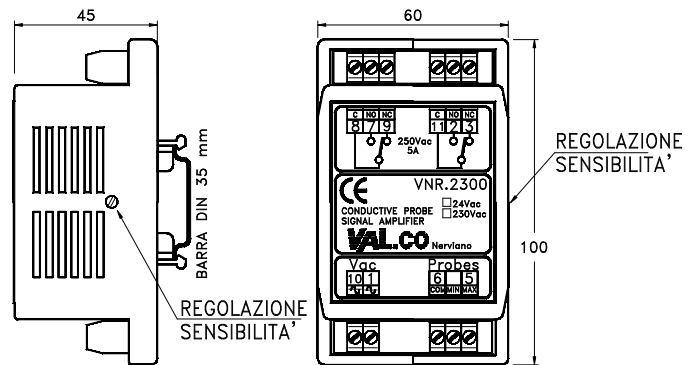 45
BARRA DIN 35 mm
REGOLAZIONE
SENSIBILITA'
60
C NO NC
8 7 9
250Vac
5A
C NO NC
11 2 3
CE
VNR.2300
24Vac
230Vac
CONDUCTIVE PROBE
SIGNAL AMPLIFIER
VAL.CO Nerviano
Vac
10 1
Probes
6 5
COM MIN MAX
REGOLAZIONE
SENSIBILITA'
100